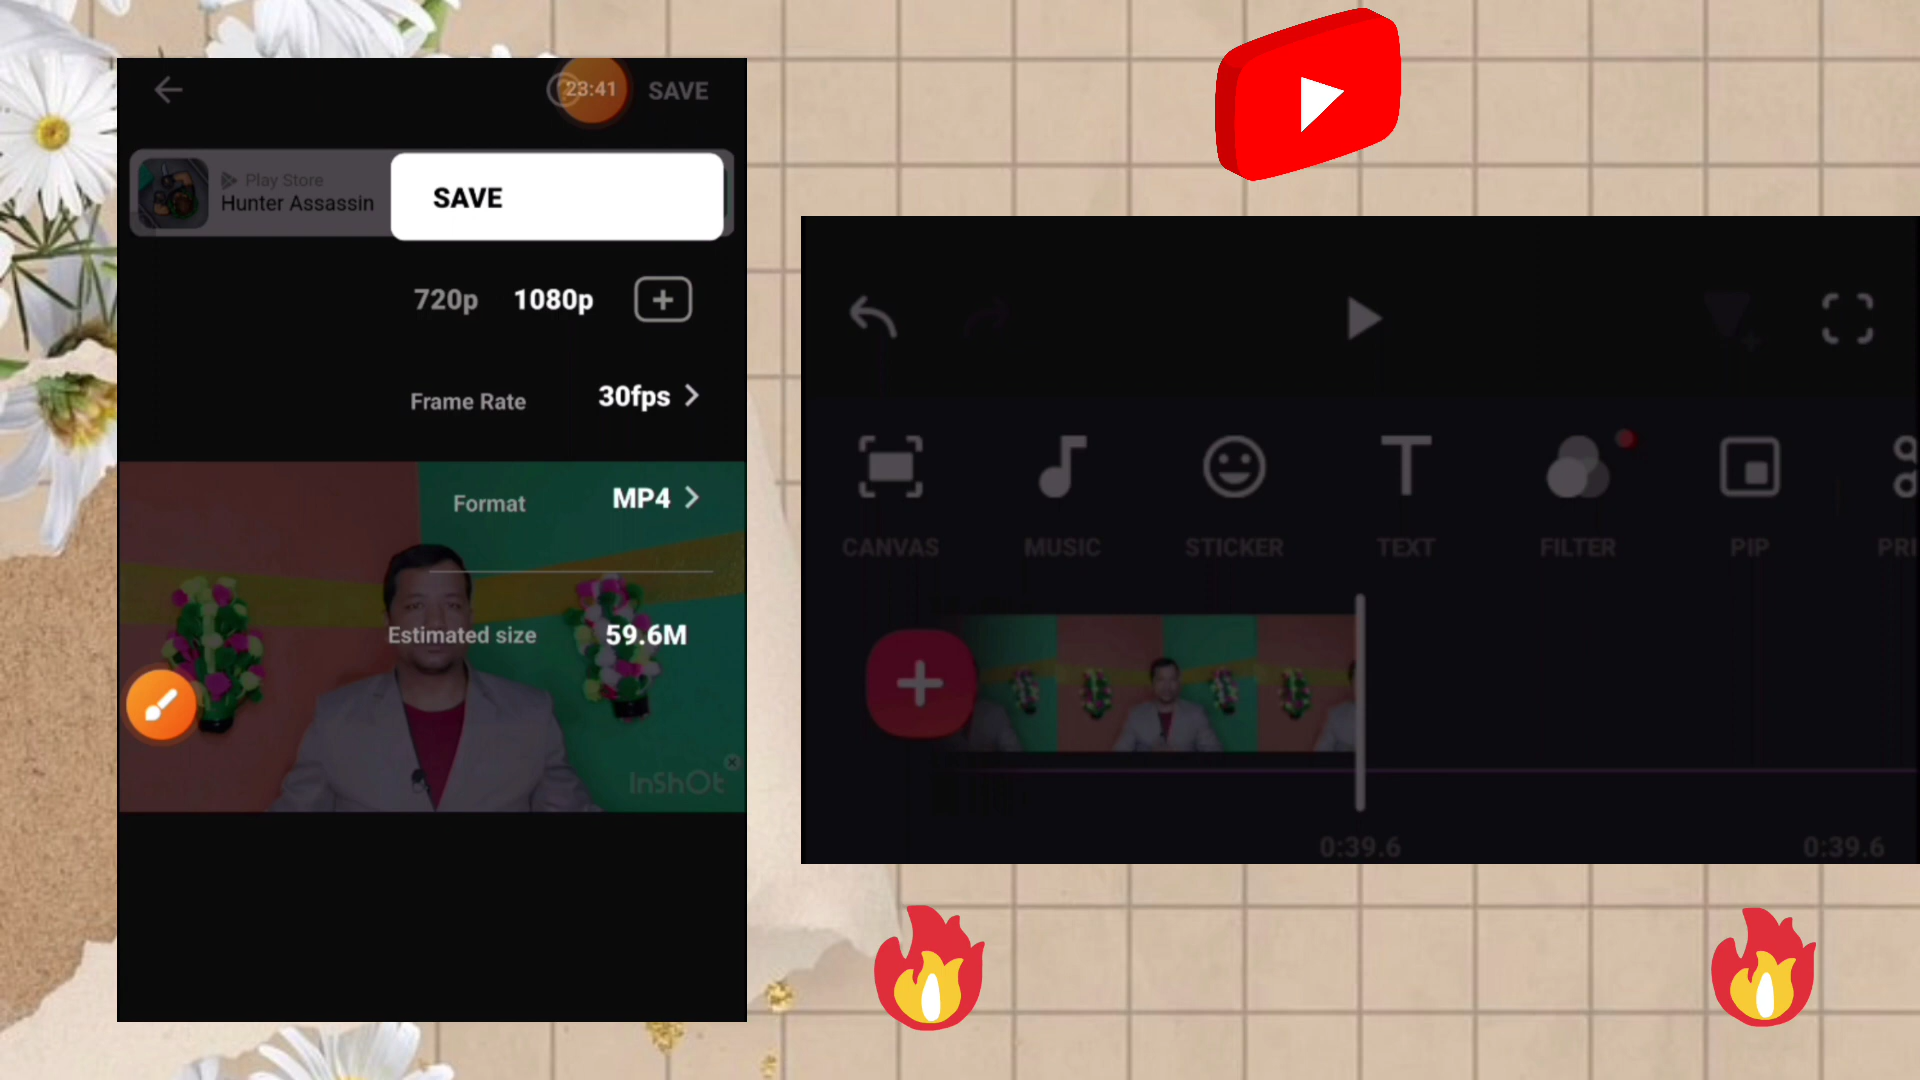 23:41 SAVE
Play Store
Hunter Assassin
SAVE
720p 1080p
Frame Rate 30fps
Format MP4
Estimated size 59.6M
InShOt
CANVAS MUSIC STICKER TEXT FILTER PIP PRE
0:39.6 0:39.6